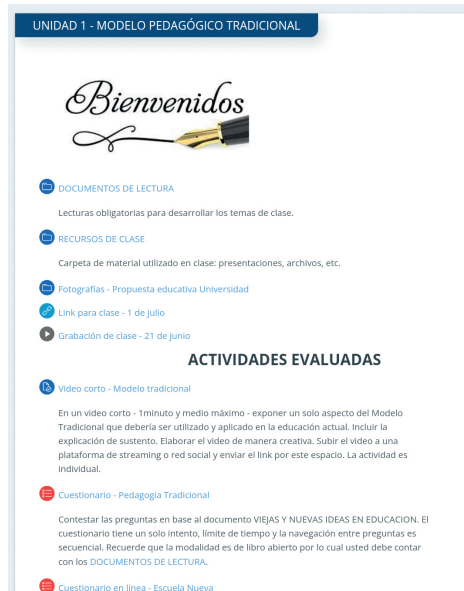 UNIDAD 1 - MODELO PEDAGÓGICO TRADICIONAL
Bienvenidos
DOCUMENTOS DE LECTURA
Lecturas obligatorias para desarrollar los temas de clase.
RECURSOS DE CLASE
Carpeta de material utilizado en clase: presentaciones, archivos, etc.
Fotografías - Propuesta educativa Universidad
Link para clase - 1 de julio
Grabación de clase - 21 de junio
ACTIVIDADES EVALUADAS
Video corto - Modelo tradicional
En un video corto - 1minuto y medio máximo - exponer un solo aspecto del Modelo
Tradicional que debería ser utilizado y aplicado en la educación actual. Incluir la
explicación de sustento. Elaborar el video de manera creativa. Subir el video a una
plataforma de streaming o red social y enviar el link por este espacio. La actividad es
individual.
Cuestionario - Pedagogía Tradicional
Contestar las preguntas en base al documento VIEJAS Y NUEVAS IDEAS EN EDUCACION. El
cuestionario tiene un solo intento, límite de tiempo y la navegación entre preguntas es
secuencial. Recuerde que la modalidad es de libro abierto por lo cual usted debe contar
con los DOCUMENTOS DE LECTURA.
Cuestionario en línea - Escuela Nueva